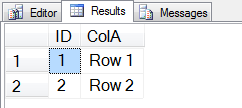 Editor Results Messages
ID ColA
1 1 Row 1
2 2 Row 2